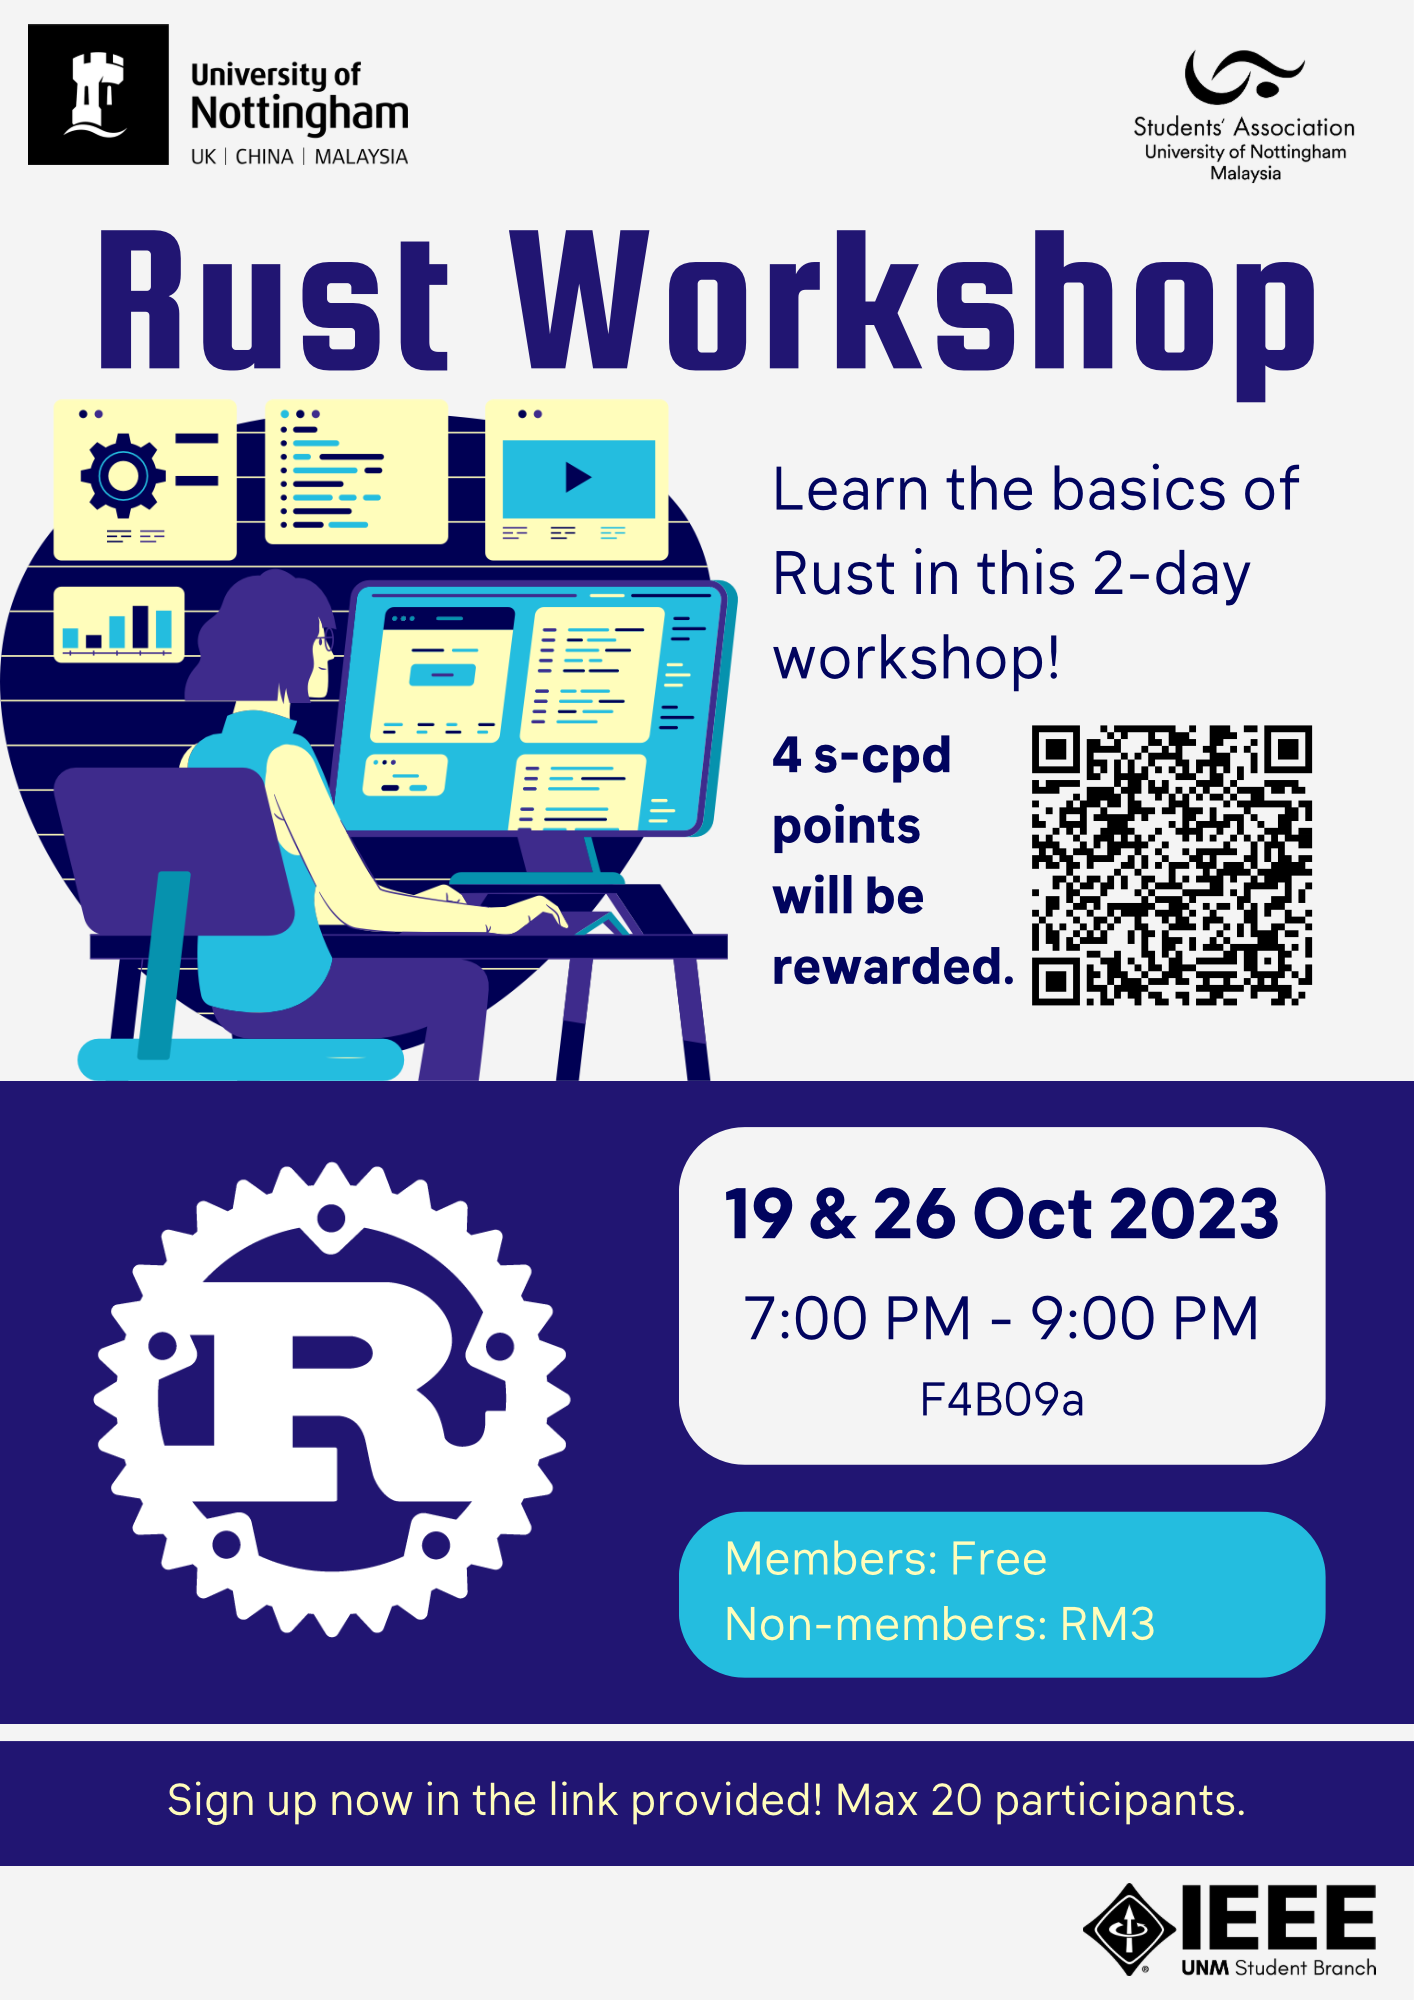 University of
Nottingham
UK | CHINA | MALAYSIA
Students' Association
University of Nottingham
Malaysia
Rust Workshop
Learn the basics of
Rust in this 2-day
workshop!
4 s-cpd
points
will be
rewarded.
R
19 & 26 Oct 2023
7:00 PM - 9:00 PM
F4B09a
Members: Free
Non-members: RM3
Sign up now in the link provided! Max 20 participants.
IEEE
UNM Student Branch